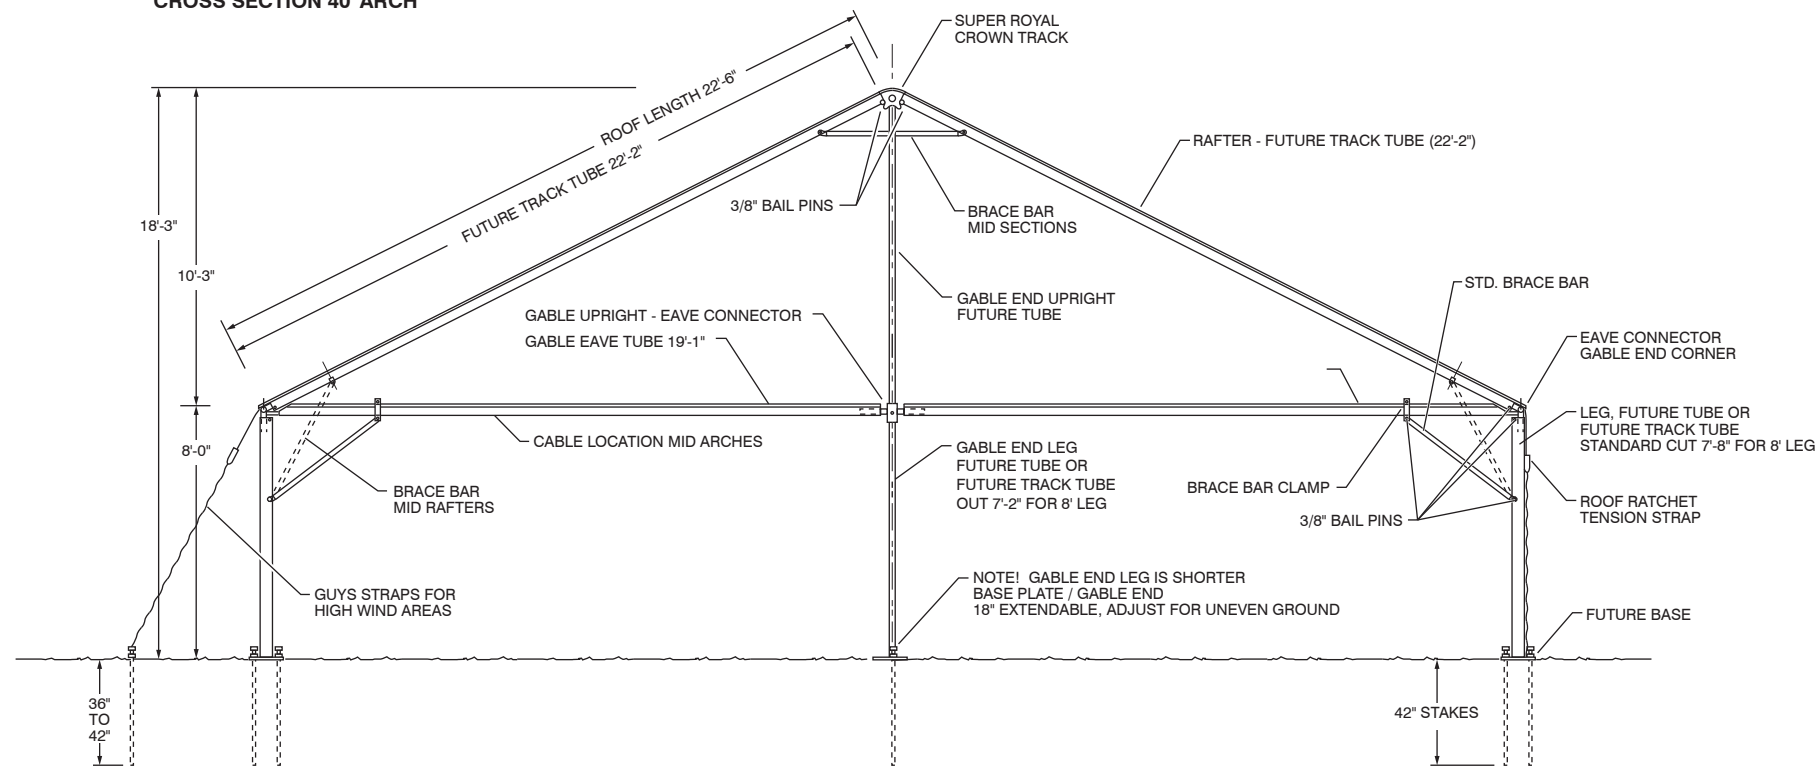 CROSS SECTION 40' ARCH
SUPER ROYAL
CROWN TRACK
ROOF LENGTH 22'-6"
FUTURE TRACK TUBE 22'-2"
RAFTER - FUTURE TRACK TUBE (22'-2")
3/8" BAIL PINS
BRACE BAR
MID SECTIONS
18'-3"
10'-3"
STD. BRACE BAR
GABLE END UPRIGHT
FUTURE TUBE
GABLE UPRIGHT - EAVE CONNECTOR
GABLE EAVE TUBE 19'-1"
EAVE CONNECTOR
GABLE END CORNER
8'-0"
CABLE LOCATION MID ARCHES
LEG, FUTURE TUBE OR
FUTURE TRACK TUBE
STANDARD CUT 7'-8" FOR 8' LEG
GABLE END LEG
FUTURE TUBE OR
FUTURE TRACK TUBE
OUT 7'-2" FOR 8' LEG
BRACE BAR
MID RAFTERS
BRACE BAR CLAMP
3/8" BAIL PINS
ROOF RATCHET
TENSION STRAP
GUYS STRAPS FOR
HIGH WIND AREAS
NOTE! GABLE END LEG IS SHORTER
BASE PLATE / GABLE END
18" EXTENDABLE, ADJUST FOR UNEVEN GROUND
FUTURE BASE
36"
TO
42"
42" STAKES